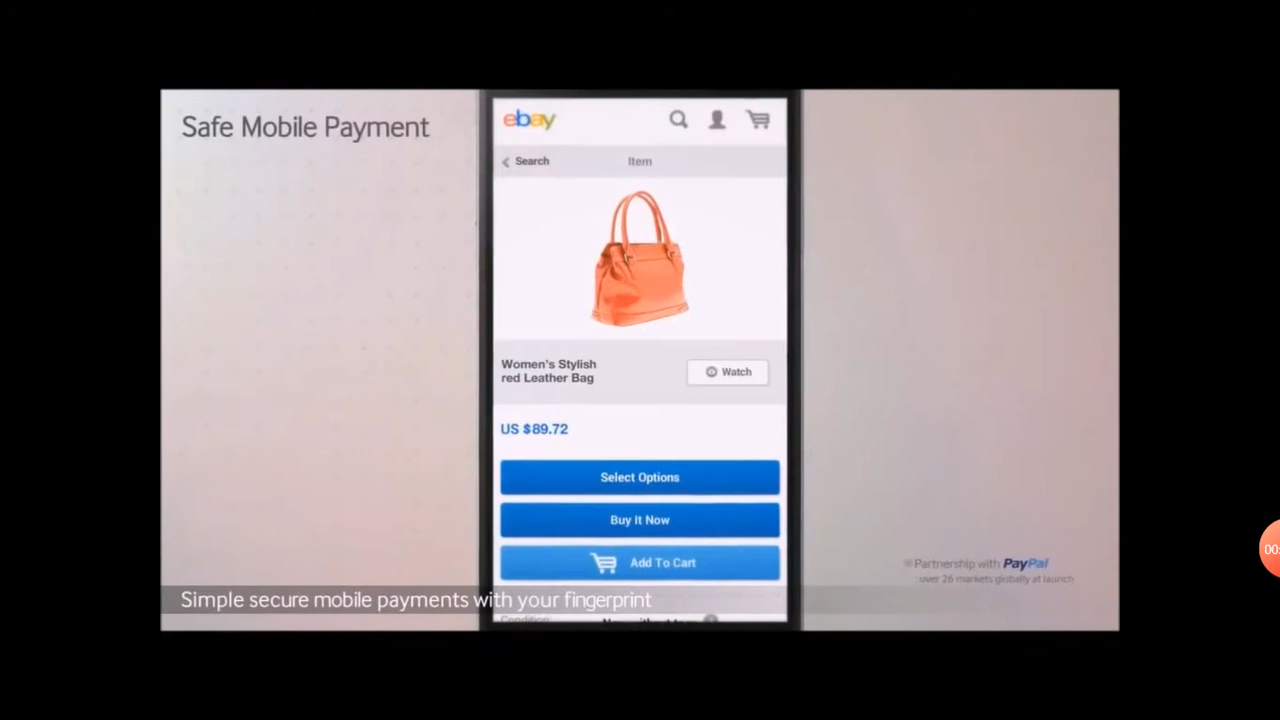 Safe Mobile Payment
ebay
Search
Item
Women's Stylish
red Leather Bag
Watch
US $89.72
Select Options
Buy It Now
Add To Cart
Partnership with PayPal
: over 26 markets globally at launch
Simple secure mobile payments with your fingerprint
Condition: